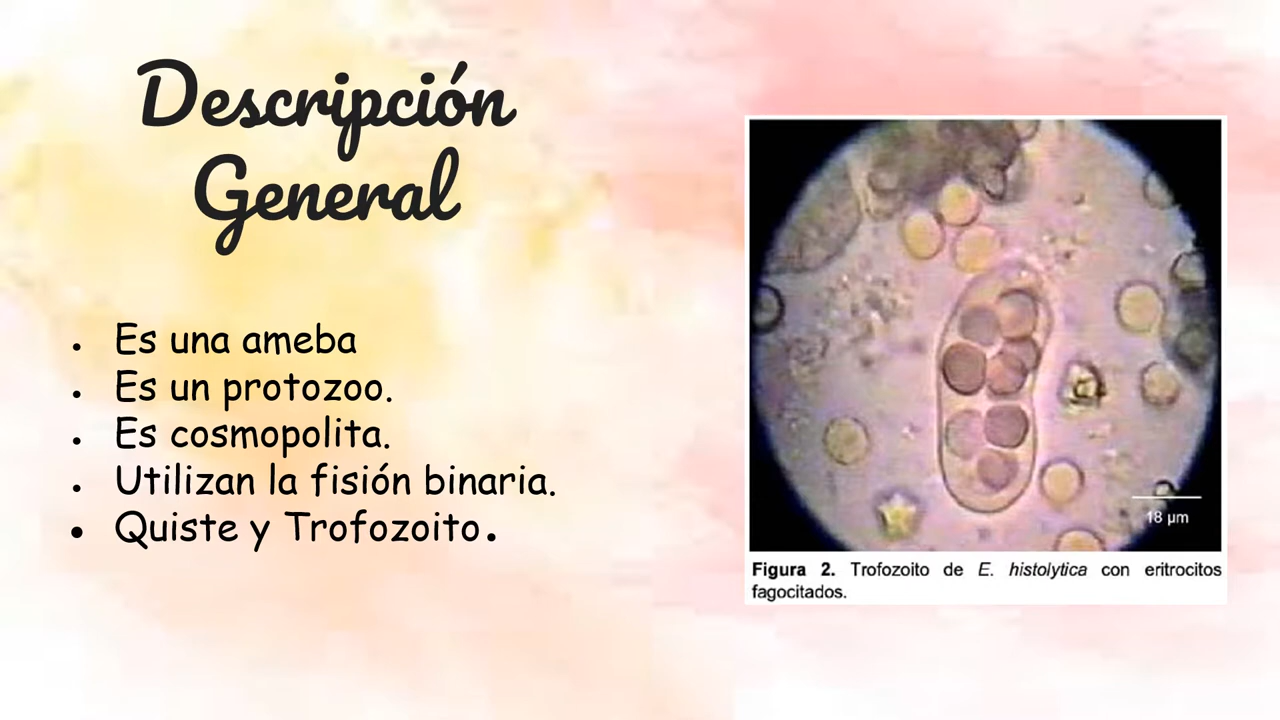 Descripción
General
• Es una ameba
• Es un protozoo.
• Es cosmopolita.
• Utilizan la fisión binaria.
• Quiste y Trofozoito.
18 µm
Figura 2. Trofozoito de E. histolytica con eritrocitos
fagocitados.